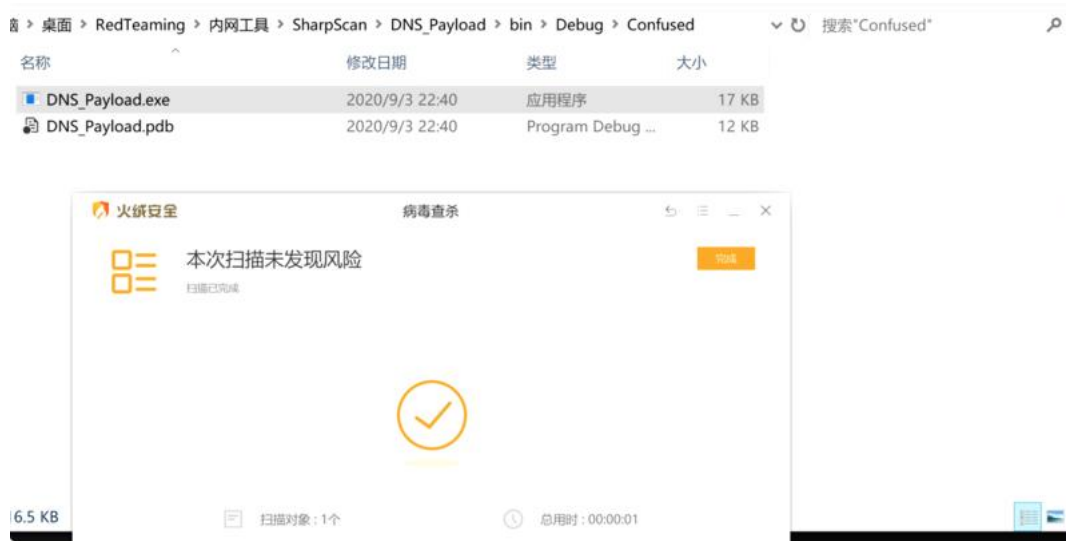 脑 > 桌面 > RedTeaming > 内网工具 > SharpScan > DNS_Payload > bin > Debug > Confused 搜索"Confused"
名称 修改日期 类型 大小
DNS_Payload.exe 2020/9/3 22:40 应用程序 17 KB
DNS_Payload.pdb 2020/9/3 22:40 Program Debug ... 12 KB
火绒安全 病毒查杀
本次扫描未发现风险 完成
扫描已完成
6.5 KB 扫描对象 : 1个 总用时 : 00:00:01